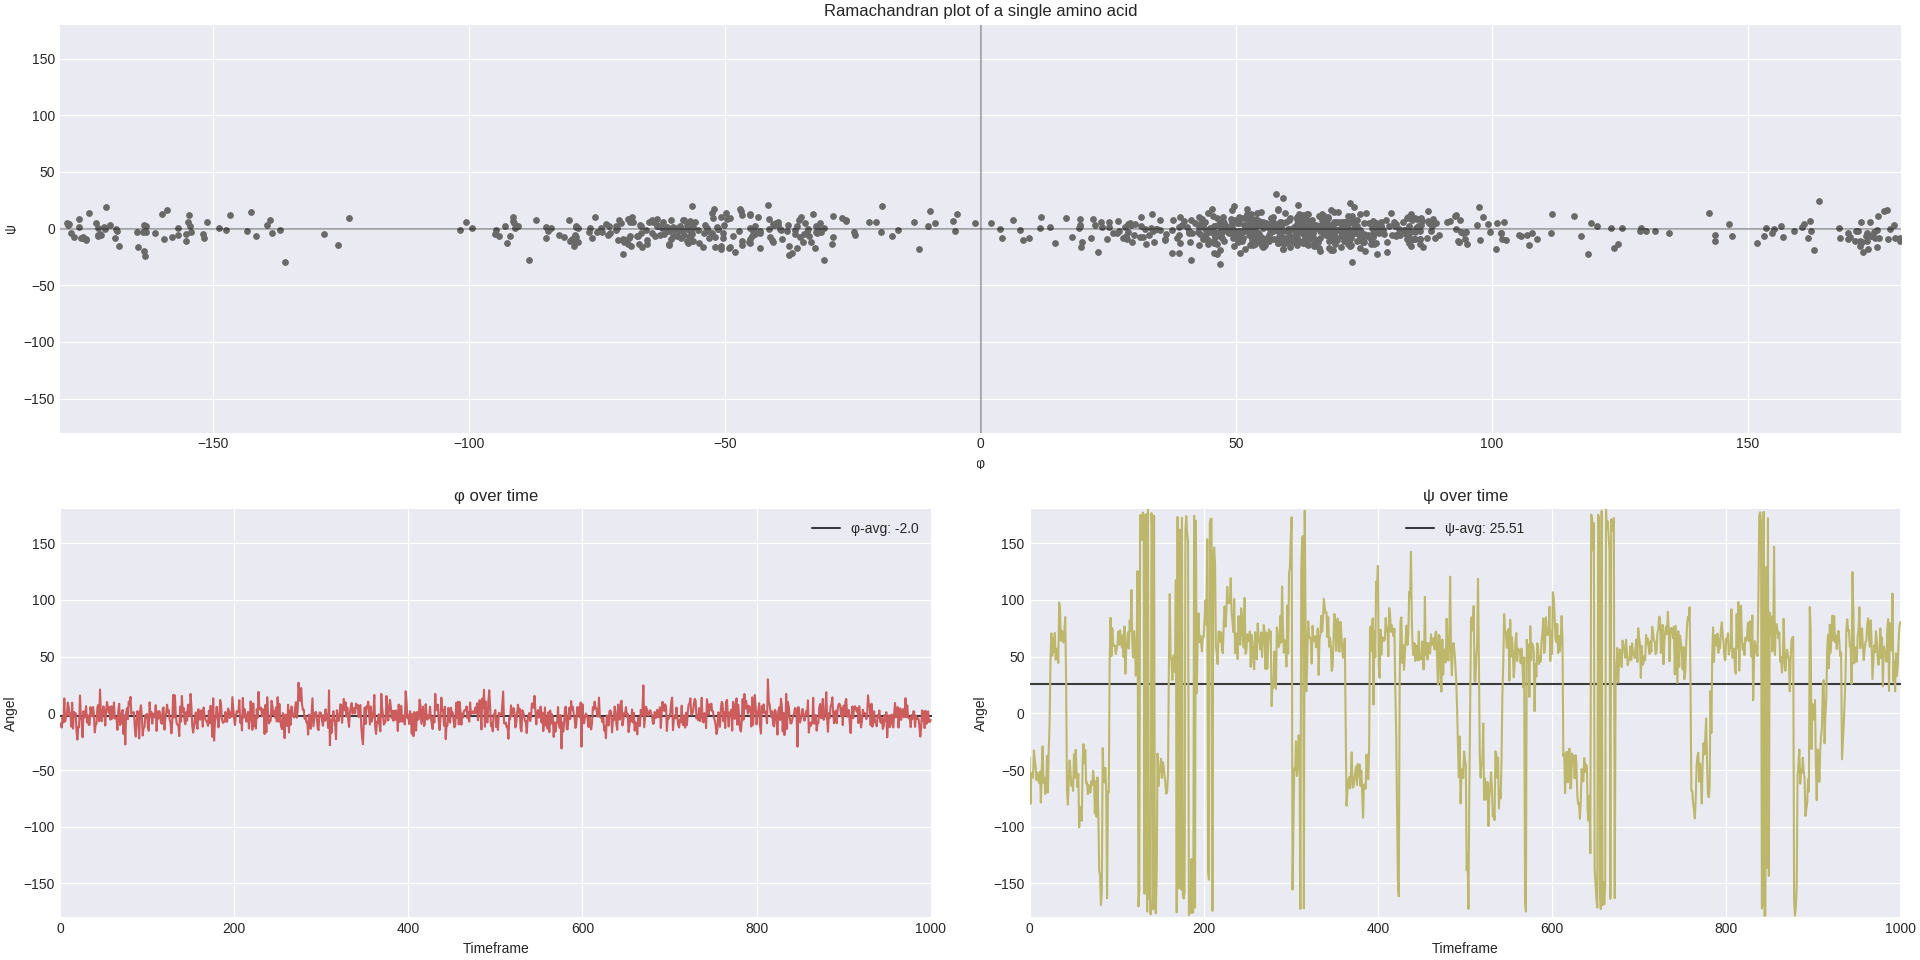 Ramachandran plot of a single amino acid
150
100
50
0
−50
−100
−150
ψ
−150 −100 −50 0 50 100 150
φ
φ over time
150
100
50
0
−50
−100
−150
Angel
φ-avg: -2.0
0 200 400 600 800 1000
Timeframe
ψ over time
150
100
50
0
−50
−100
−150
Angel
ψ-avg: 25.51
0 200 400 600 800 1000
Timeframe